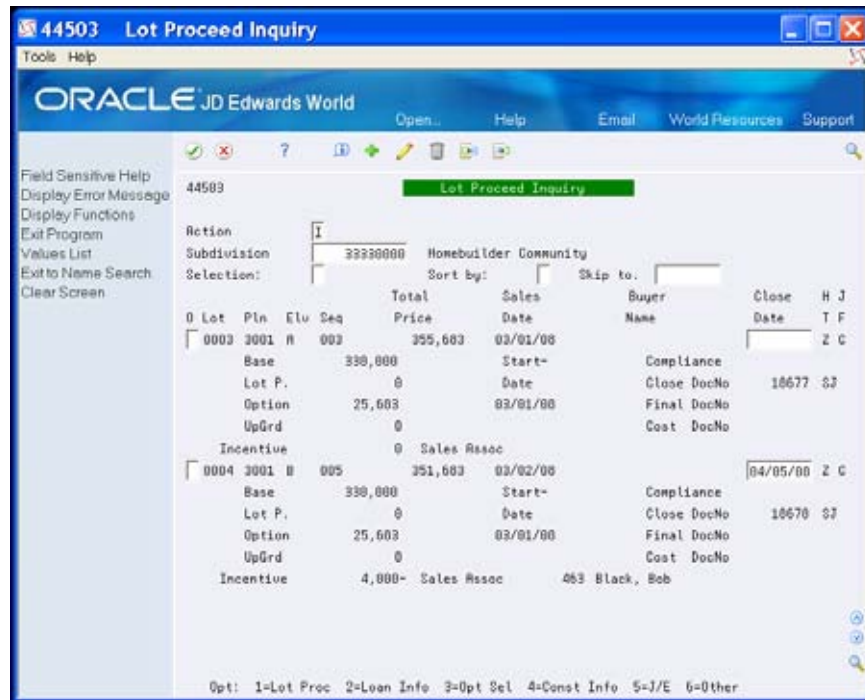 44503 Lot Proceed Inquiry
Tools Help
ORACLE JD Edwards World
Open... Help Email World Resources Support
Field Sensitive Help
Display Error Message
Display Functions
Exit Program
Values List
Exit to Name Search
Clear Screen
44503 Lot Proceed Inquiry
Action I
Subdivision 33330000 Homebuilder Community
Selection: Sort by: Skip to.
Total Sales Buyer Close H J
O Lot Pln Elv Seq Price Date Name Date T F
0003 3001 A 003 355,603 03/01/08 Z C
Base 330,000 Start- Compliance
Lot P. 0 Date Close DocNo 10677 SJ
Option 25,603 03/01/08 Final DocNo
UpGrd 0 Cost DocNo
Incentive 0 Sales Assoc
0004 3001 B 005 351,603 03/02/08 04/05/08 Z C
Base 330,000 Start- Compliance
Lot P. 0 Date Close DocNo 10670 SJ
Option 25,603 03/01/08 Final DocNo
UpGrd 0 Cost DocNo
Incentive 4,000- Sales Assoc 463 Black, Bob
Opt: 1=Lot Proc 2=Loan Info 3=Opt Sel 4=Const Info 5=J/E 6=Other